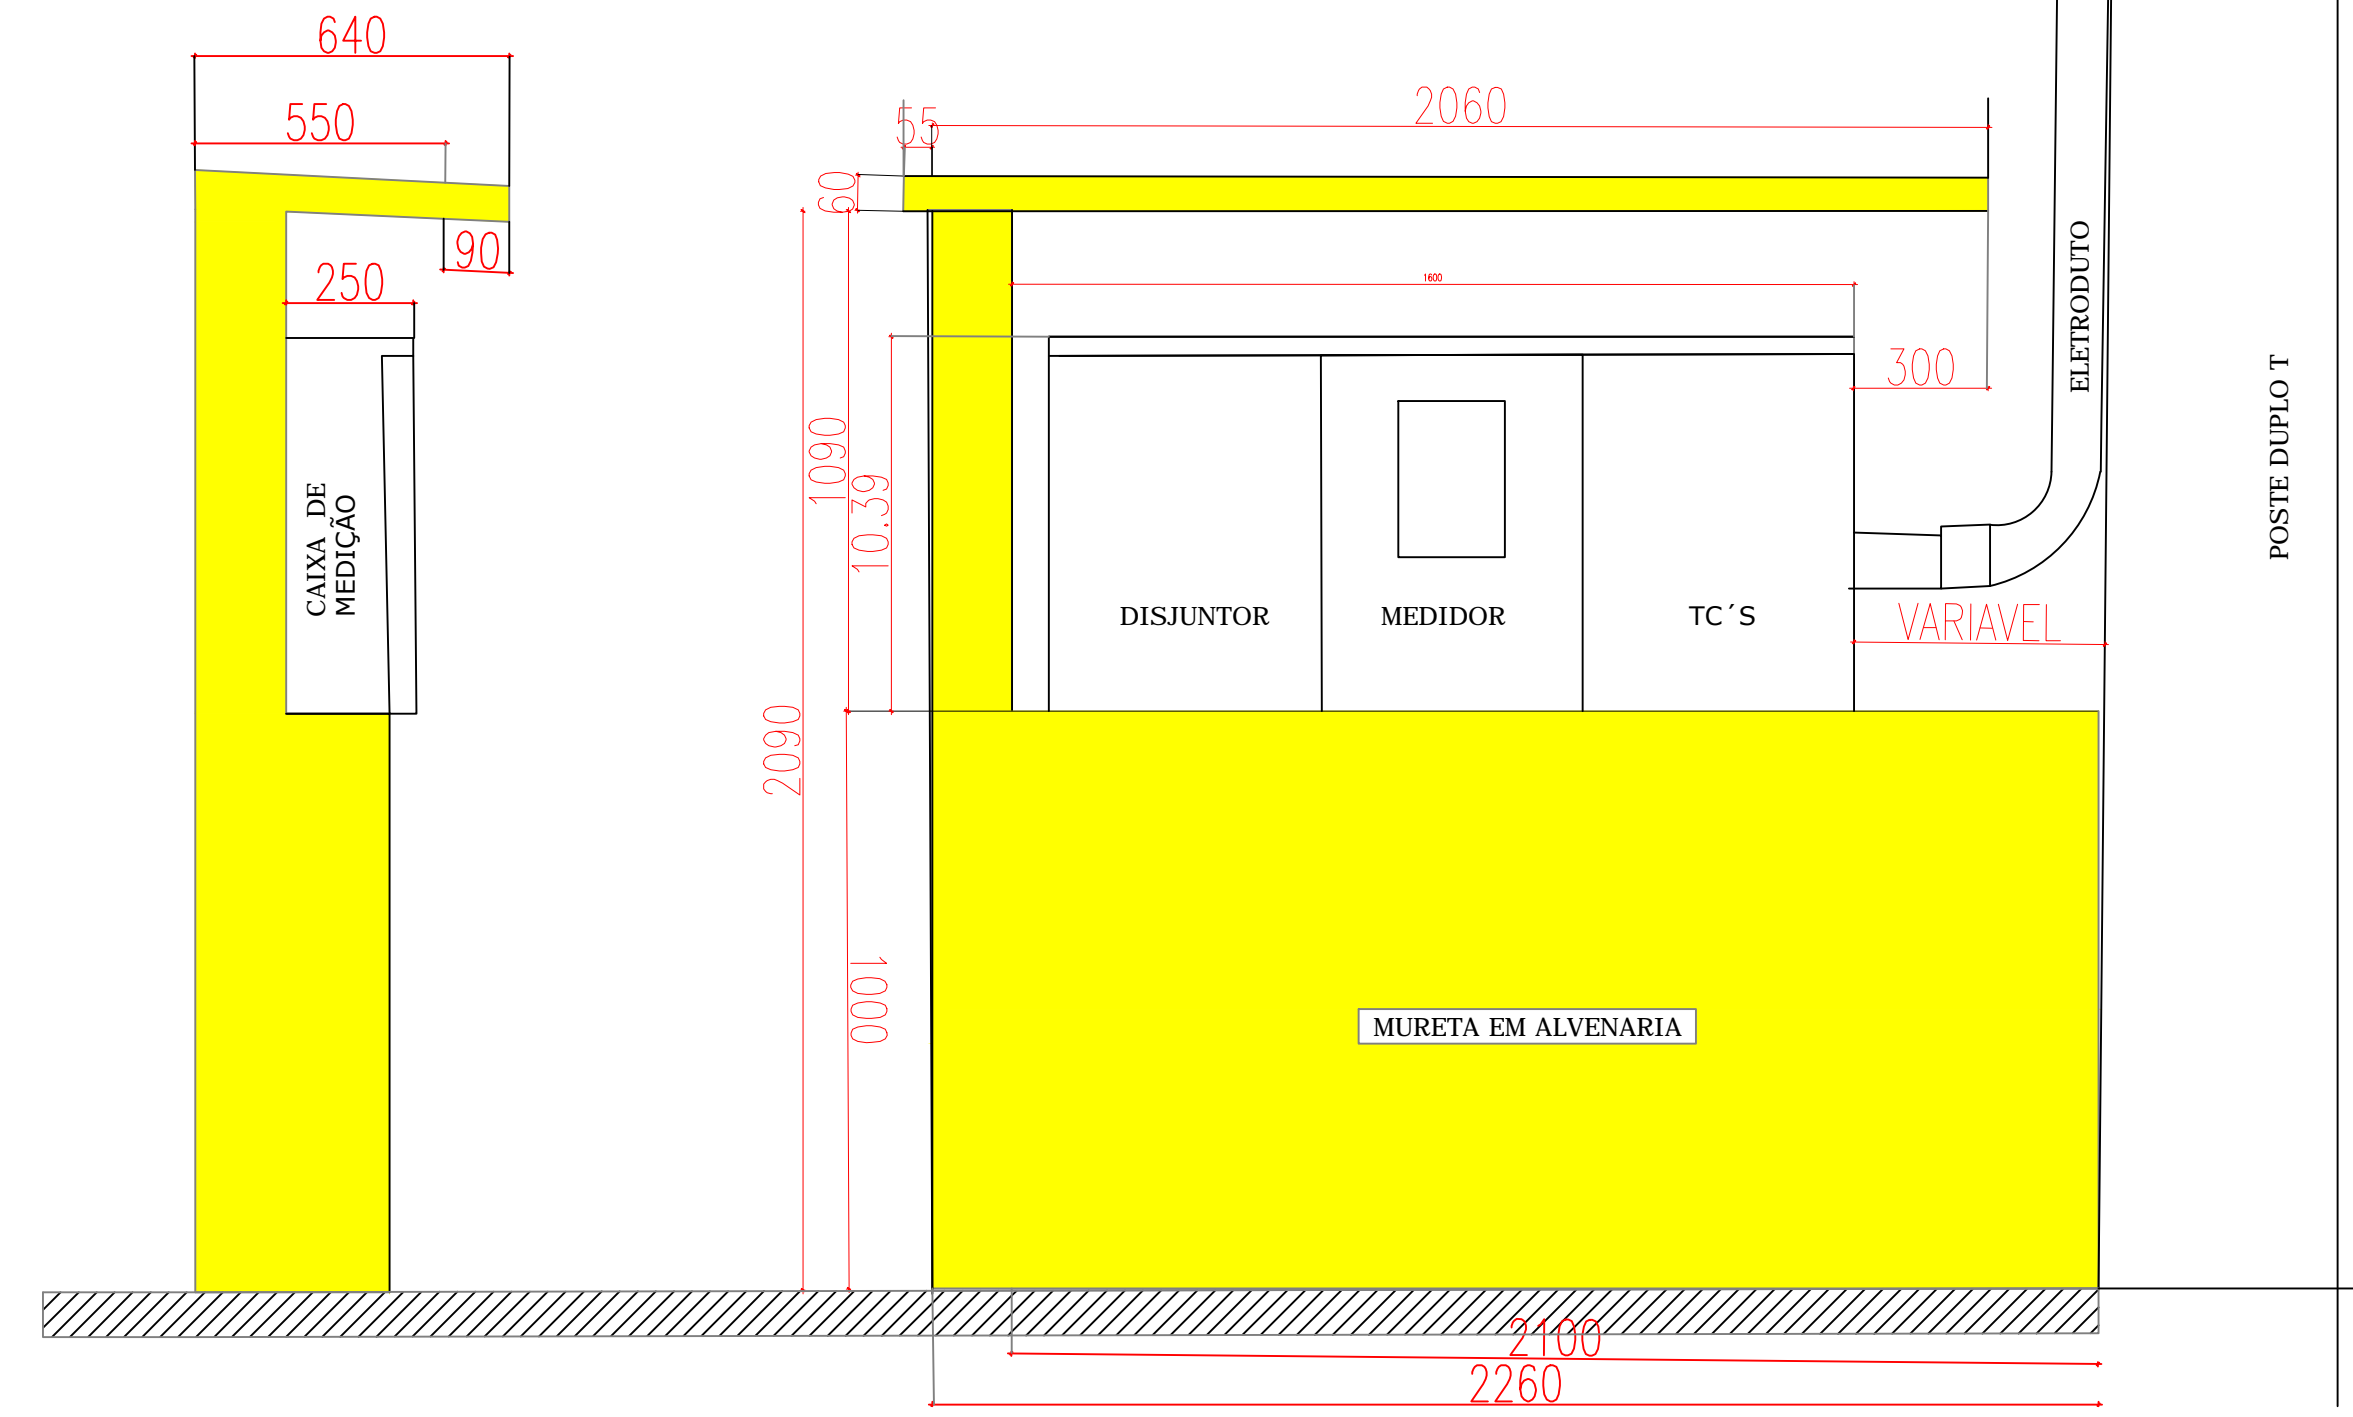 640
550
90
250
CAIXA DE
MEDIÇÃO
55
2060
60
1600
300
1090
10.39
2090
1000
DISJUNTOR
MEDIDOR
TC´S
VARIAVEL
ELETRODUTO
POSTE DUPLO T
MURETA EM ALVENARIA
2100
2260